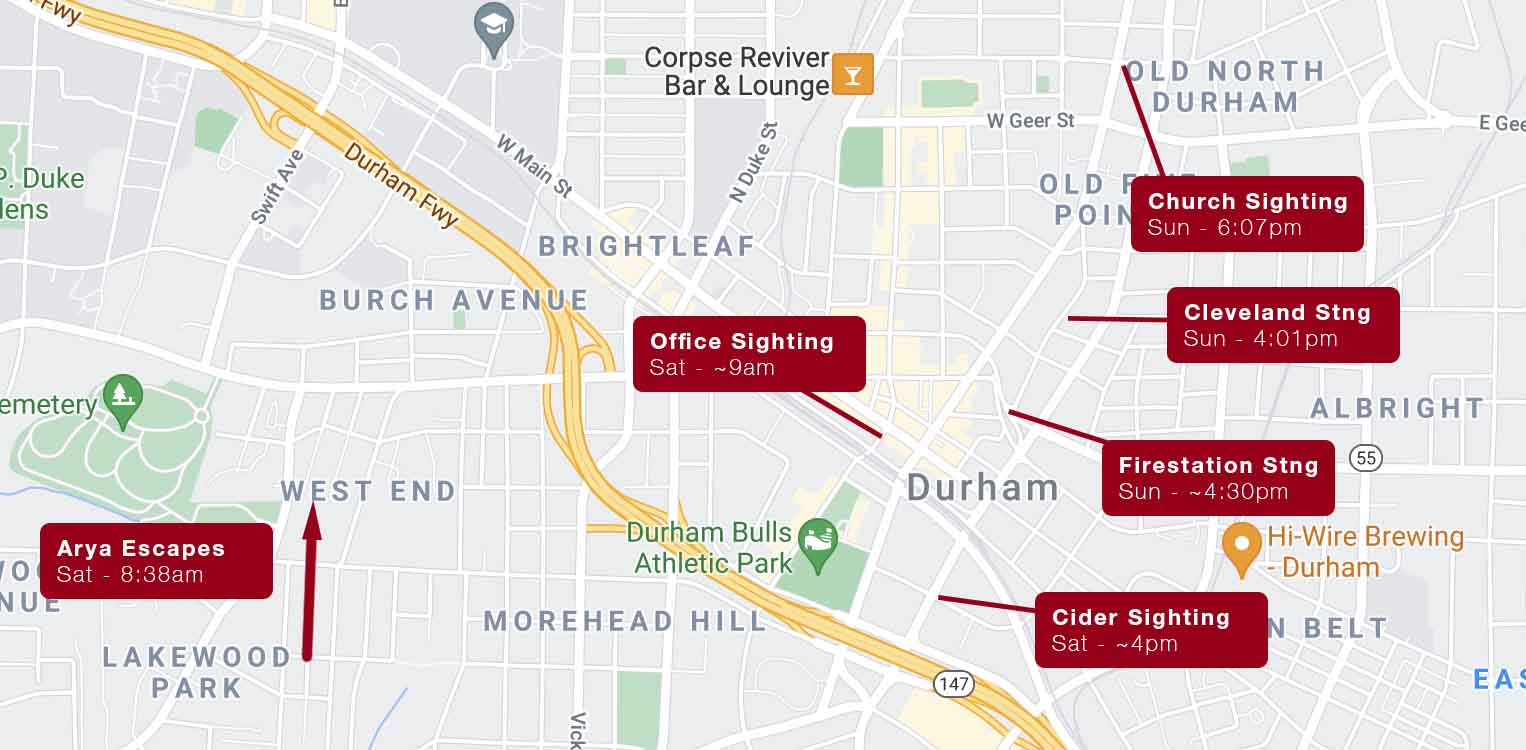 Fwy
Corpse Reviver
Bar & Lounge
OLD NORTH
DURHAM
W Geer St
E Gee
W Main St
N Duke St
Durham Fwy
Swift Ave
P. Duke
lens
OLD
POIN
Church Sighting
Sun - 6:07pm
BRIGHTLEAF
BURCH AVENUE
Cleveland Stng
Sun - 4:01pm
Office Sighting
Sat - ~9am
emetery
ALBRIGHT
55
Firestation Stng
Sun - ~4:30pm
WEST END
Durham
Arya Escapes
Sat - 8:38am
NUE
Durham Bulls
Athletic Park
Hi-Wire Brewing
- Durham
Cider Sighting
Sat - ~4pm
N BELT
MOREHEAD HILL
LAKEWOOD
PARK
147
EAS
Vick